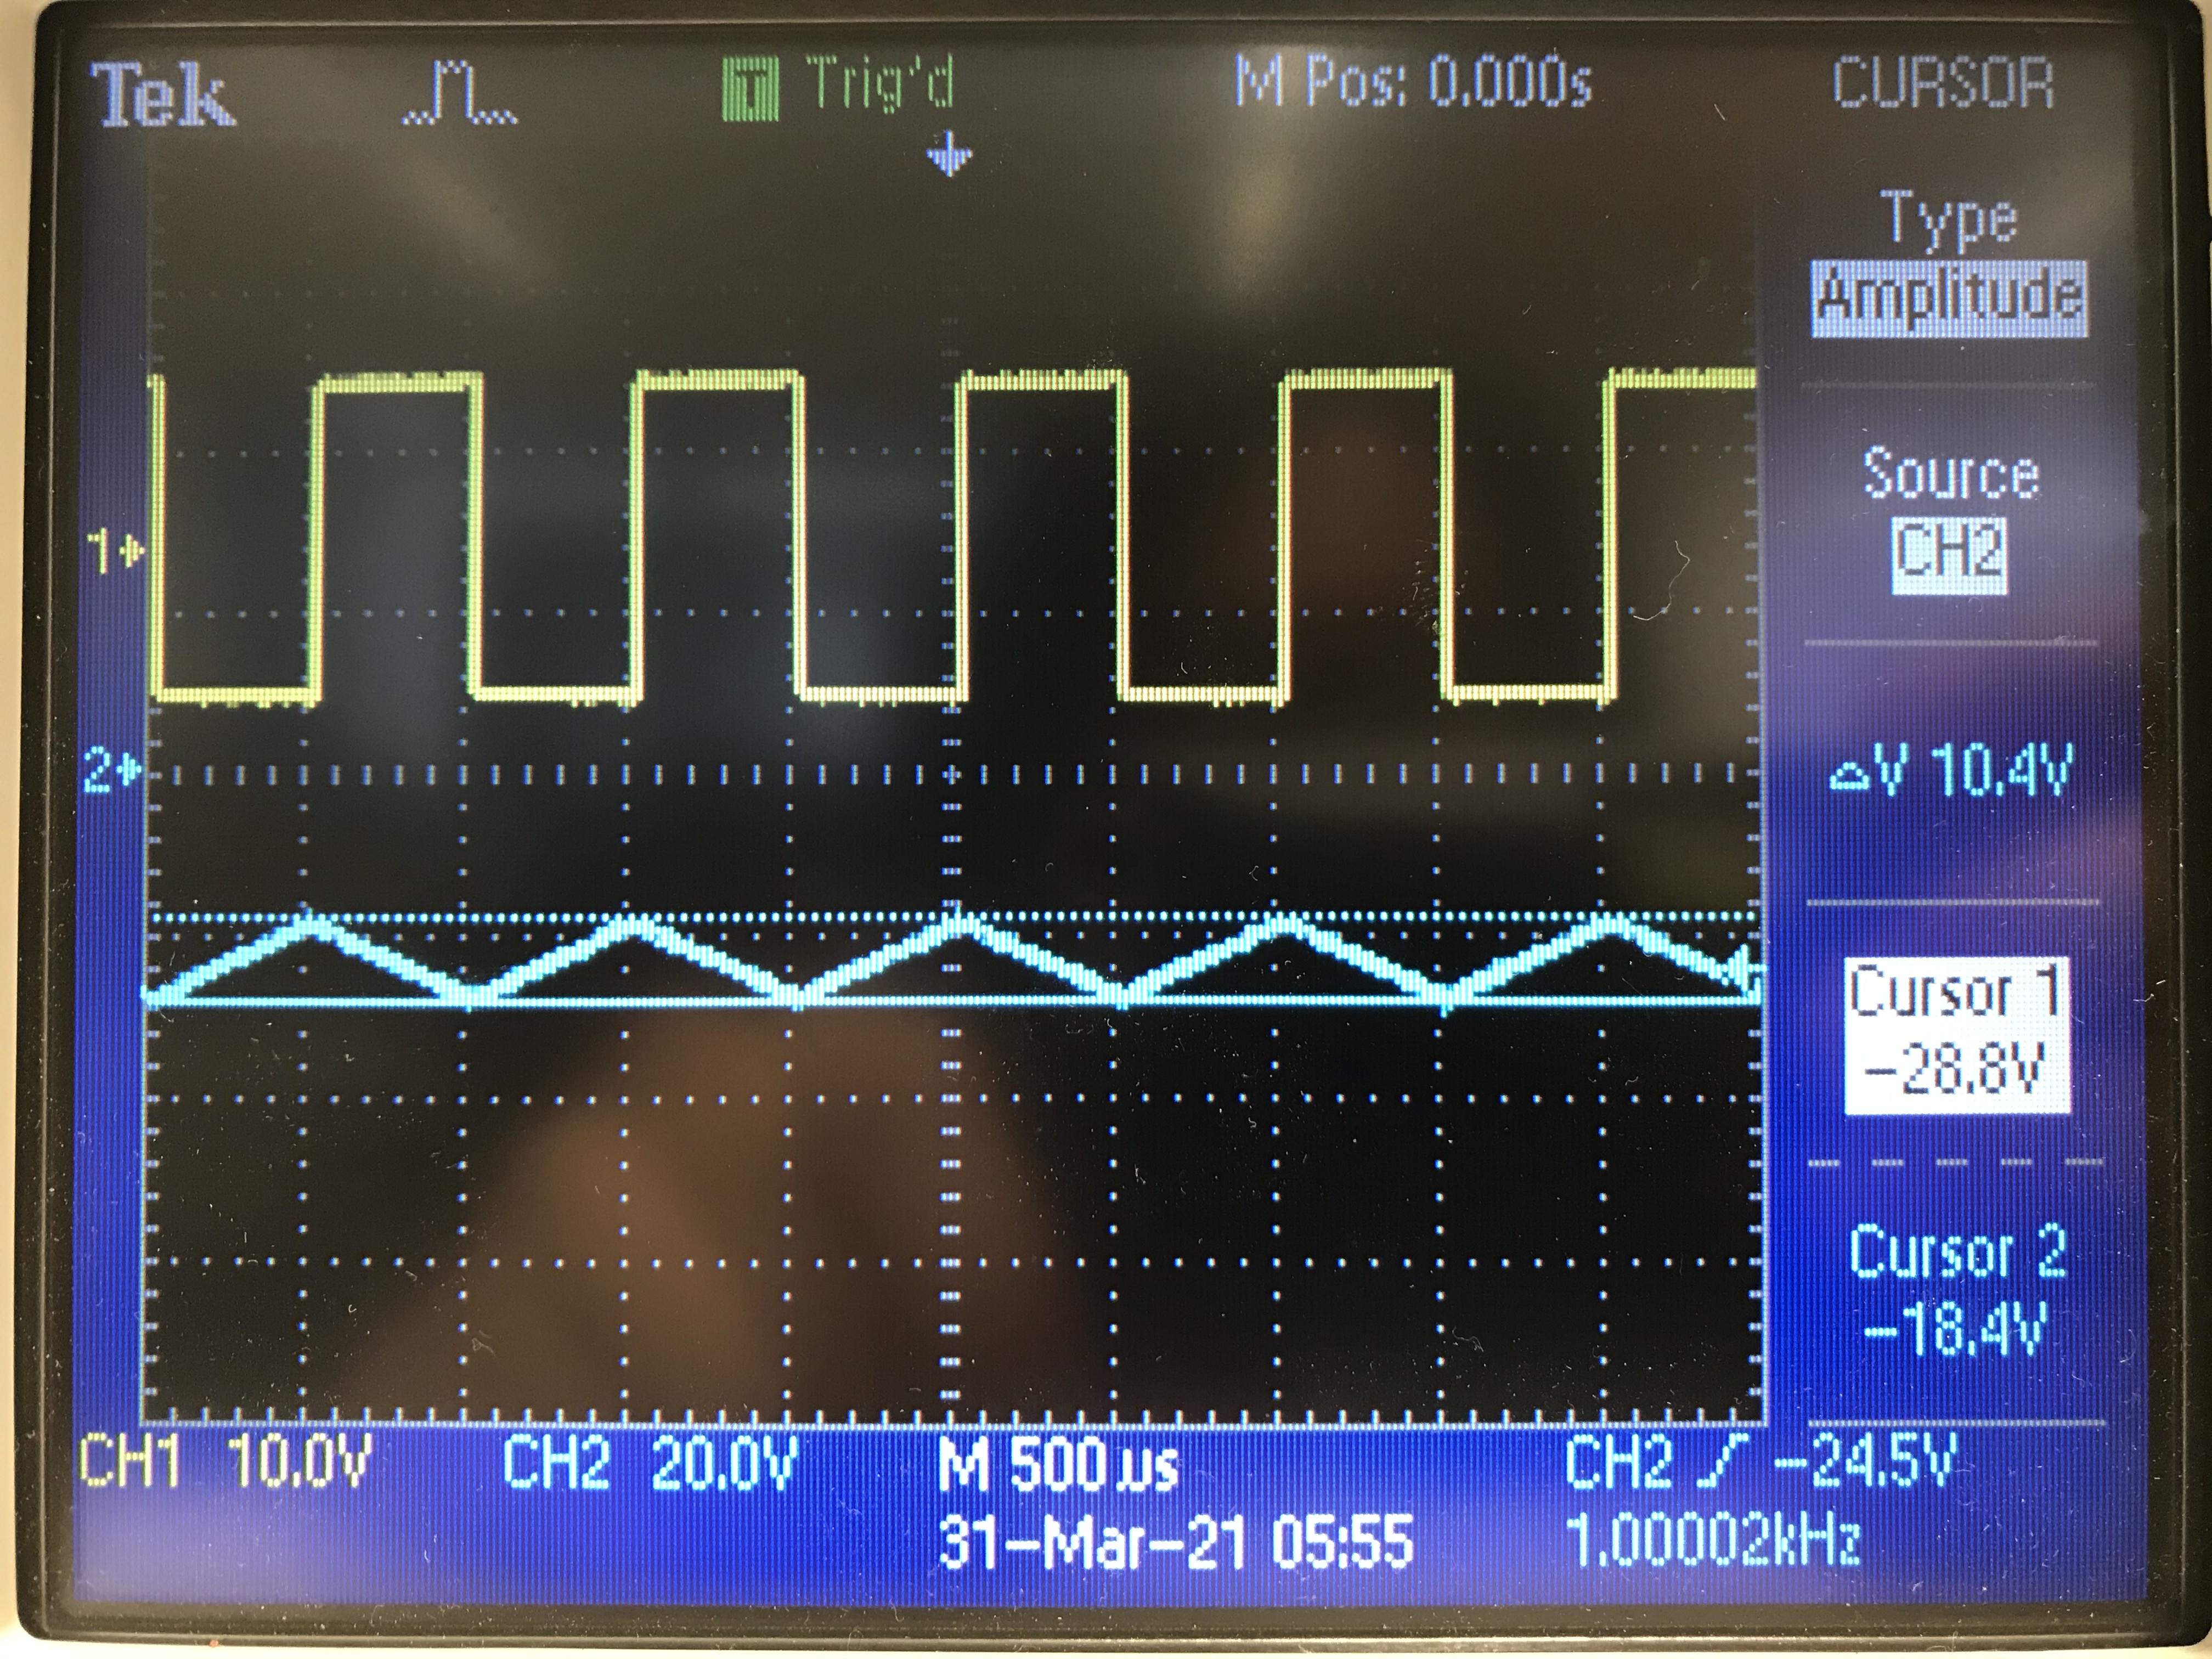 Tek T Trig'd M Pos: 0.000s CURSOR
Type
Amplitude
Source
CH2
1
2
△V 10.4V
Cursor 1
-28.8V
Cursor 2
-18.4V
CH1 10.0V CH2 20.0V M 500µs CH2 -24.5V
31-Mar-21 05:55 1.00002kHz